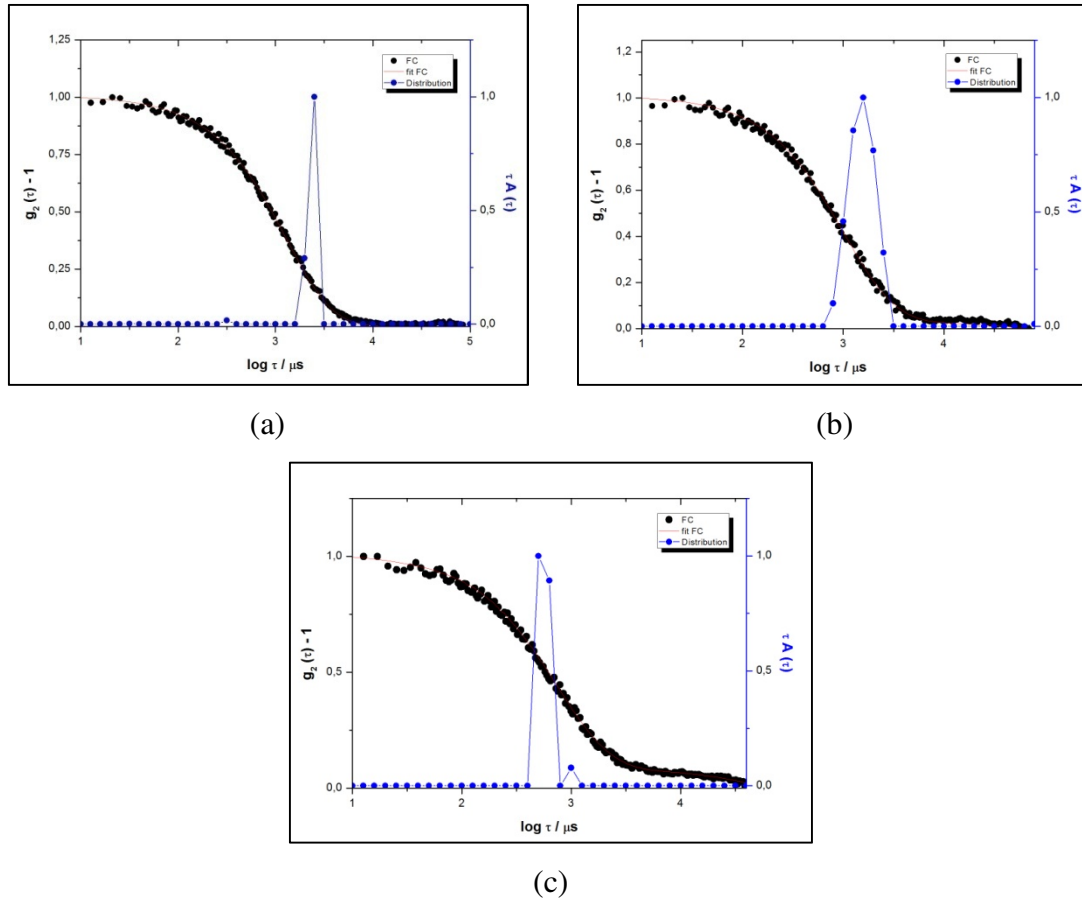 1,25
1,00
0,75
0,50
0,25
0,00
1
2
3
4
5
1,0
0,5
0,0
g₂ (τ) - 1
τ A (τ)
log τ / μs
FC
fit FC
Distribution
(a)
1,2
1,0
0,8
0,6
0,4
0,2
0,0
1
2
3
4
1,0
0,5
0,0
g₂ (τ) - 1
τ A (τ)
log τ / μs
FC
fit FC
Distribution
(b)
1,0
0,5
0,0
1
2
3
4
1,0
0,5
0,0
g₂ (τ) - 1
τ A (τ)
log τ / μs
FC
fit FC
Distribution
(c)